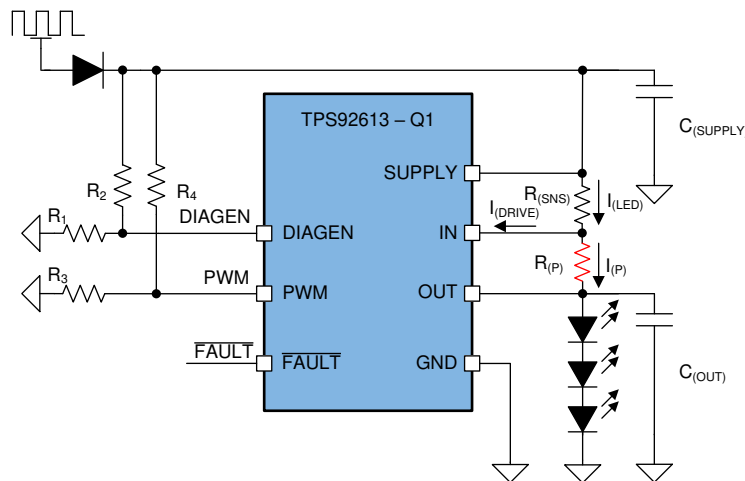 TPS92613 – Q1
SUPPLY
C(SUPPLY
R2
R4
R(SNS)
I(LED)
I(DRIVE)
R1
DIAGEN
DIAGEN
IN
R(P)
I(P)
R3
PWM
PWM
OUT
FAULT
FAULT
GND
C(OUT)